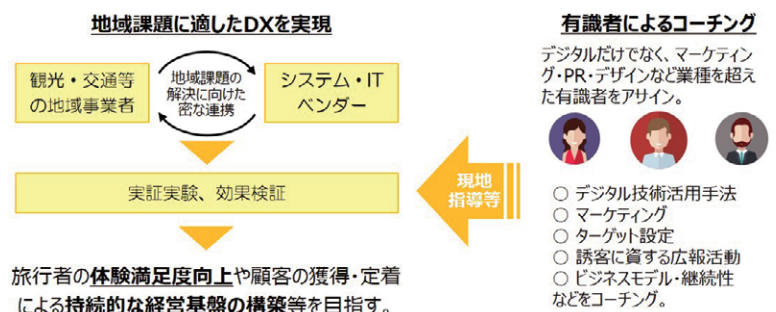 地域課題に適したDXを実現
観光・交通等
の地域事業者
地域課題の
解決に向けた
密な連携
システム・IT
ベンダー
実証実験、効果検証
旅行者の体験満足度向上や顧客の獲得・定着
による持続的な経営基盤の構築等を目指す。
現地
指導等
有識者によるコーチング
デジタルだけでなく、マーケティン
グ・PR・デザインなど業種を超え
た有識者をアサイン。
○ デジタル技術活用手法
○ マーケティング
○ ターゲット設定
○ 誘客に資する広報活動
○ ビジネスモデル・継続性
などをコーチング。